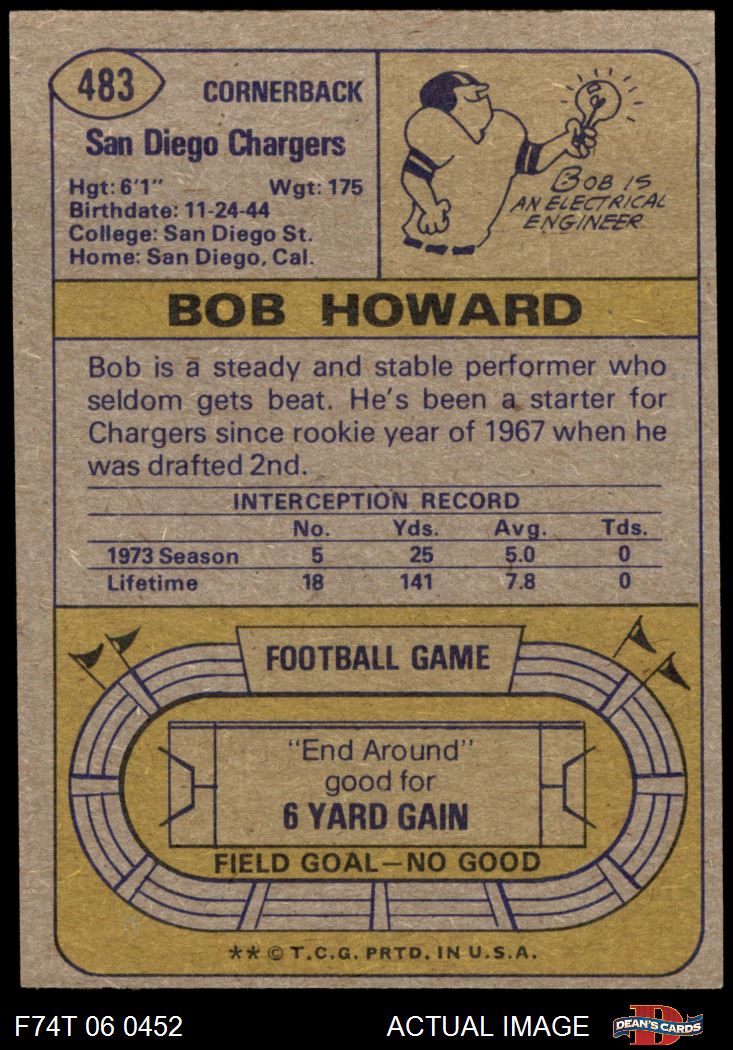 483
CORNERBACK
San Diego Chargers
Hgt: 6'1" Wgt: 175
Birthdate: 11-24-44
College: San Diego St.
Home: San Diego, Cal.
BOB IS
AN ELECTRICAL
ENGINEER
BOB HOWARD
Bob is a steady and stable performer who
seldom gets beat. He's been a starter for
Chargers since rookie year of 1967 when he
was drafted 2nd.
INTERCEPTION RECORD
No. Yds. Avg. Tds.
1973 Season 5 25 5.0 0
Lifetime 18 141 7.8 0
FOOTBALL GAME
"End Around"
good for
6 YARD GAIN
FIELD GOAL—NO GOOD
** © T.C.G. PRTD. IN U.S.A.
F74T 06 0452 ACTUAL IMAGE
D
DEAN'S CARDS